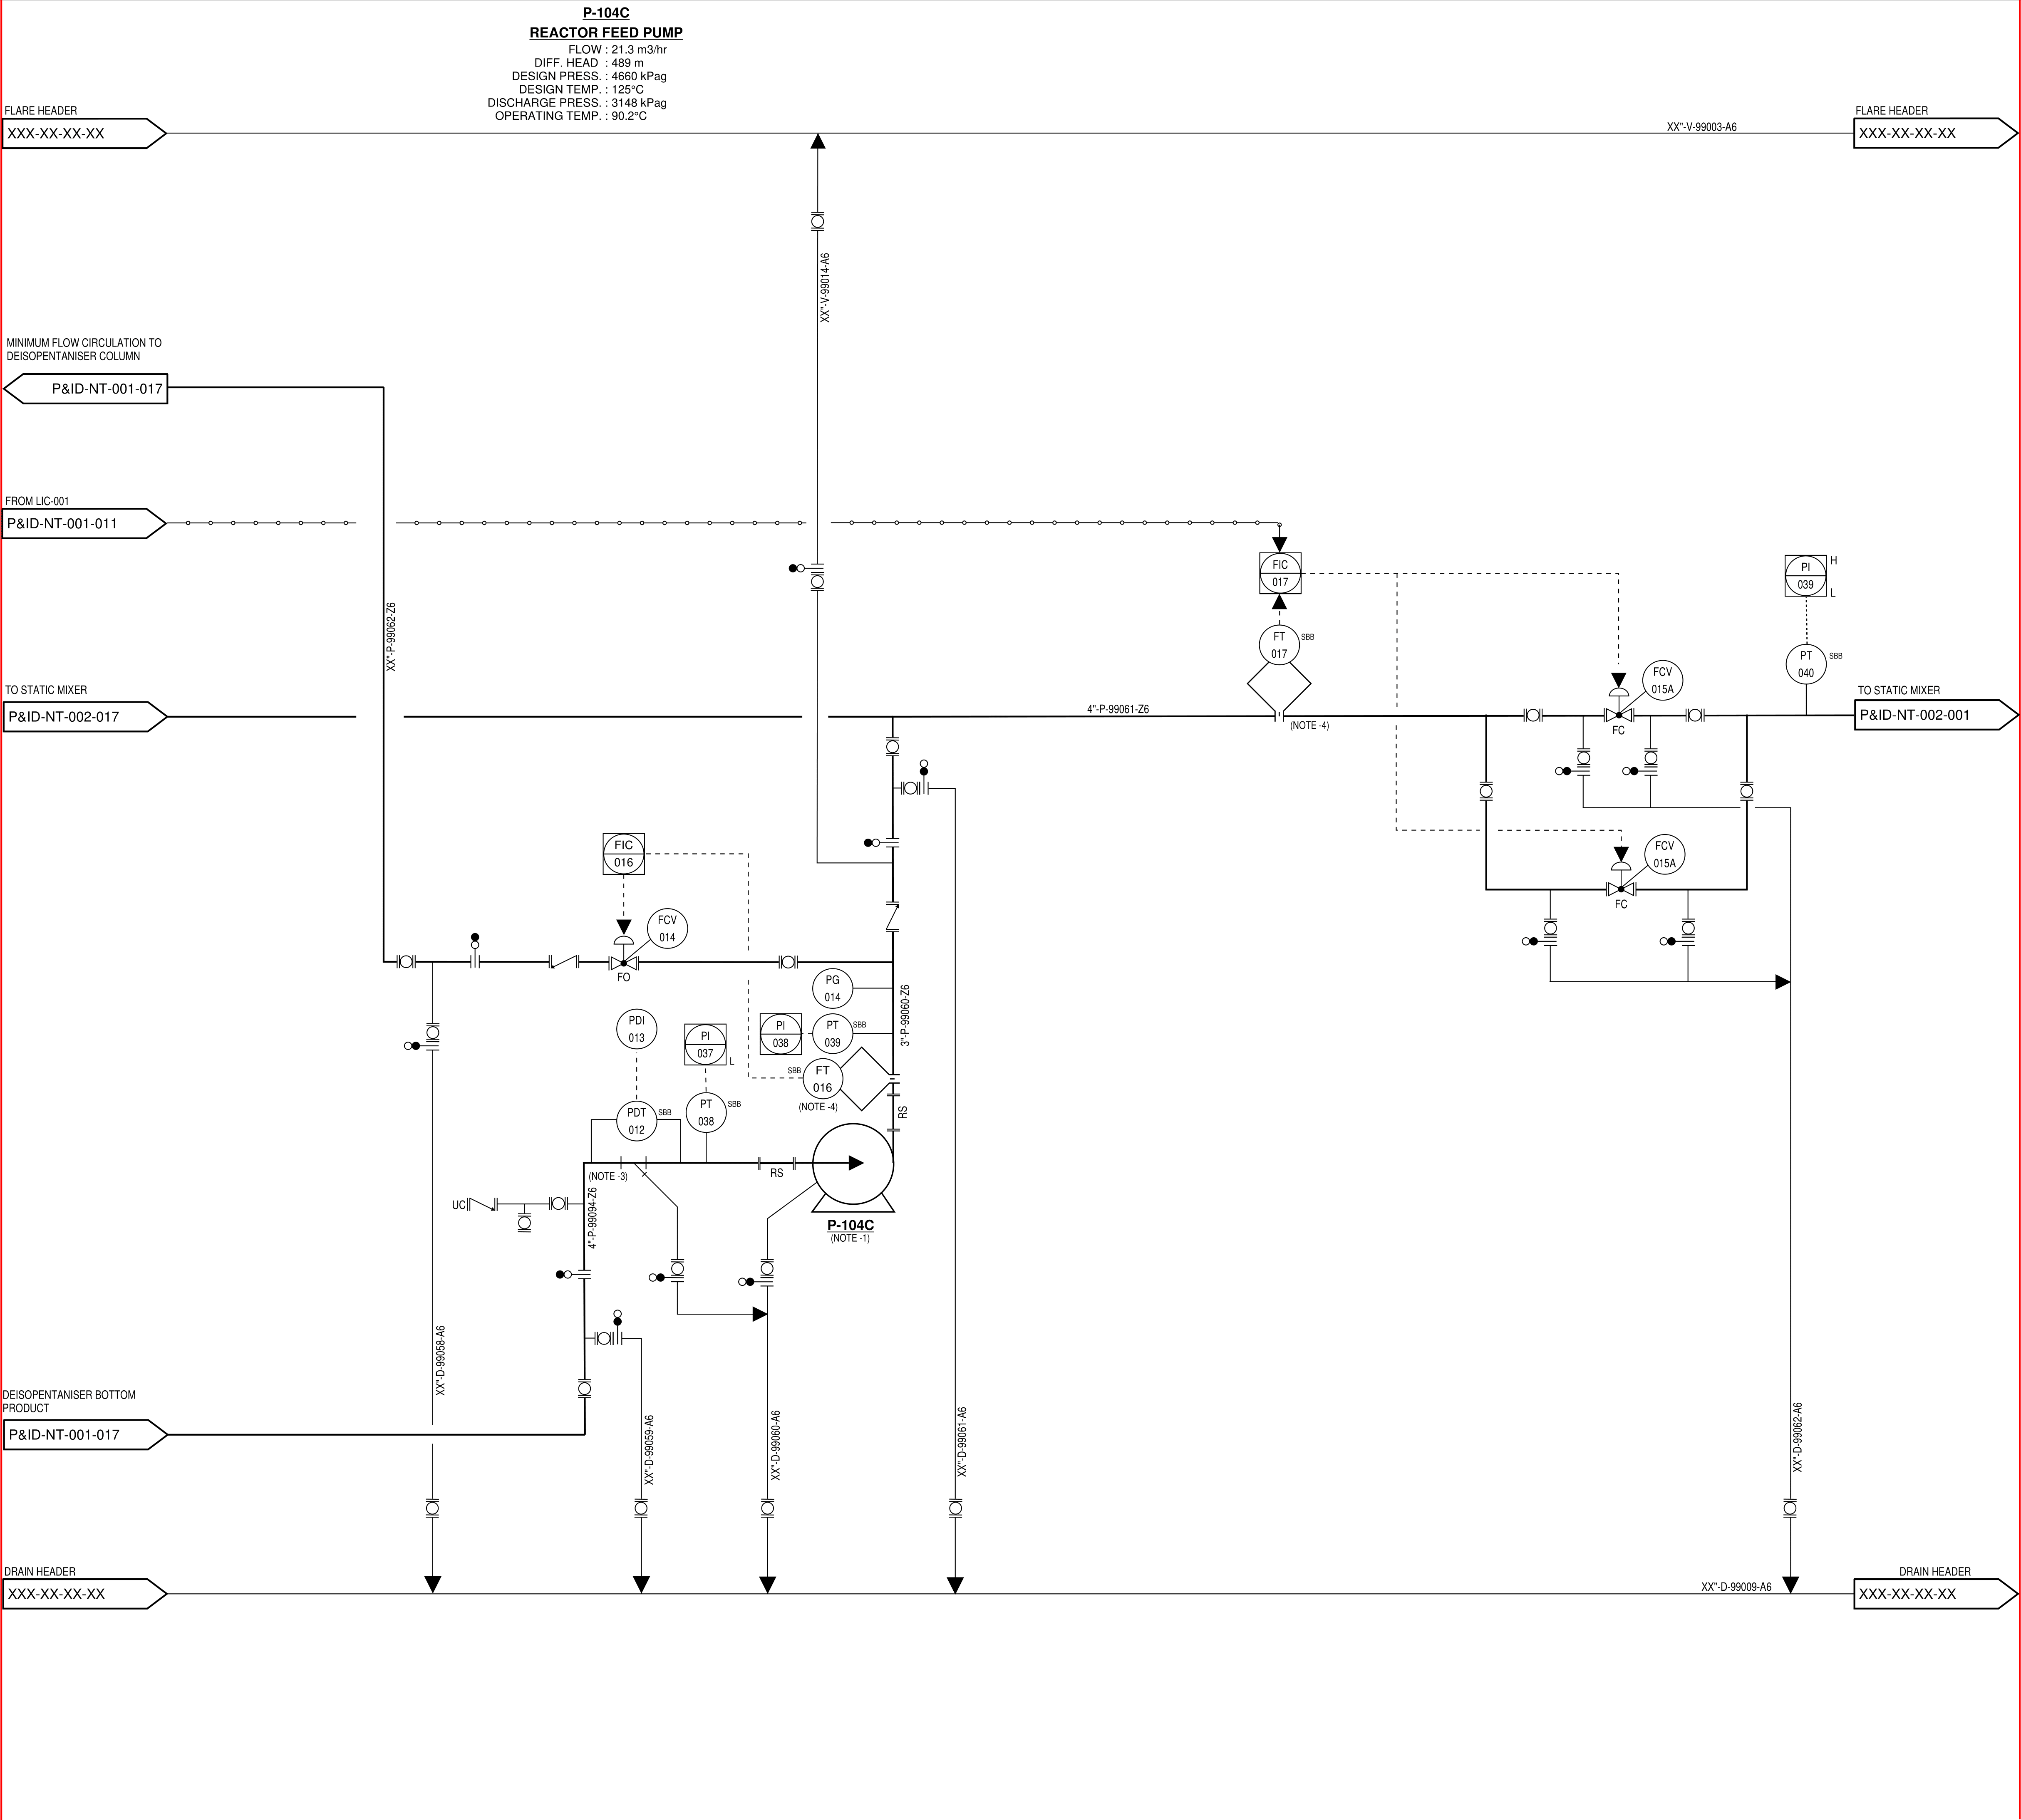 P-104C
REACTOR FEED PUMP
FLOW : 21.3 m3/hr
DIFF. HEAD : 489 m
DESIGN PRESS. : 4660 kPag
DESIGN TEMP. : 125°C
DISCHARGE PRESS. : 3148 kPag
OPERATING TEMP. : 90.2°C
FLARE HEADER
XXX-XX-XX-XX
XX"-V-99003-A6
FLARE HEADER
XXX-XX-XX-XX
XX"-V-99014-A6
MINIMUM FLOW CIRCULATION TO
DEISOPENTANISER COLUMN
P&ID-NT-001-017
FROM LIC-001
P&ID-NT-001-011
FIC
017
PI
039
H
L
XX"-P-99062-Z6
FT
017
SBB
PT
040
SBB
FCV
015A
TO STATIC MIXER
P&ID-NT-002-017
4"-P-99061-Z6
(NOTE -4)
FC
TO STATIC MIXER
P&ID-NT-002-001
FIC
016
FCV
015A
FC
FCV
014
FO
PG
014
3"-P-99060-Z6
PDI
013
PI
037
L
PI
038
PT
039
SBB
SBB
FT
016
(NOTE -4)
RS
PDT
012
SBB
PT
038
SBB
(NOTE -3)
RS
UC
4"-P-99094-Z6
P-104C
(NOTE -1)
XX"-D-99058-A6
DEISOPENTANISER BOTTOM
PRODUCT
P&ID-NT-001-017
XX"-D-99059-A6
XX"-D-99060-A6
XX"-D-99061-A6
XX"-D-99062-A6
DRAIN HEADER
XXX-XX-XX-XX
XX"-D-99009-A6
DRAIN HEADER
XXX-XX-XX-XX